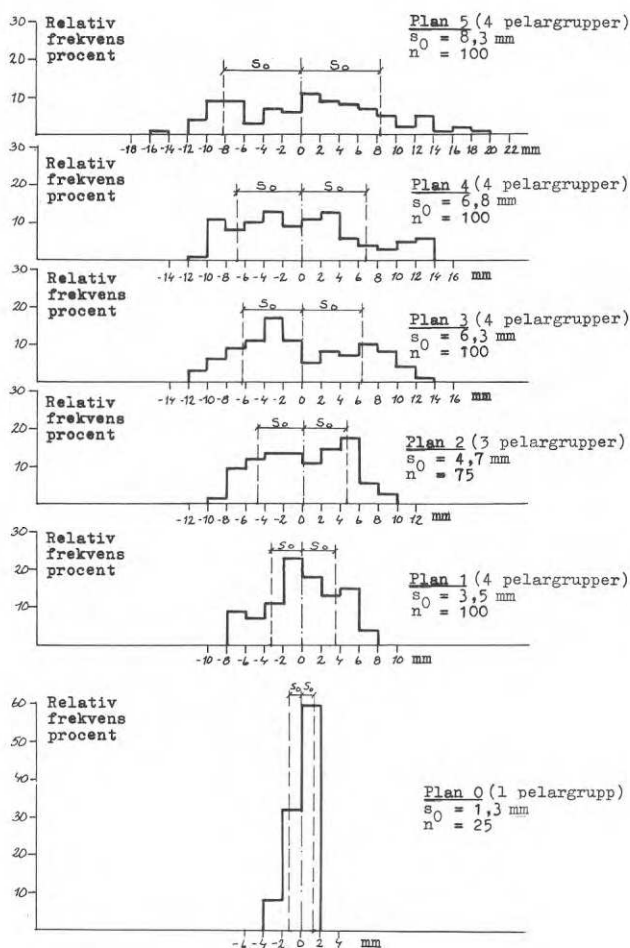 30
Relativ
frekvens
procent
20
10
S₀ S₀
Plan 5 (4 pelargrupper)
s₀ = 8,3 mm
n = 100
-18 -16 -14 -12 -10 -8 -6 -4 -2 0 2 4 6 8 10 12 14 16 18 20 22 mm
30
Relativ
frekvens
procent
20
10
S₀ S₀
Plan 4 (4 pelargrupper)
s₀ = 6,8 mm
n = 100
-14 -12 -10 -8 -6 -4 -2 0 2 4 6 8 10 12 14 16
mm
30
Relativ
frekvens
procent
20
10
S₀ S₀
Plan 3 (4 pelargrupper)
s₀ = 6,3 mm
n = 100
-14 -12 -10 -8 -6 -4 -2 0 2 4 6 8 10 12 14 16
mm
30
Relativ
frekvens
procent
20
10
S₀ S₀
Plan 2 (3 pelargrupper)
s₀ = 4,7 mm
n = 75
-12 -10 -8 -6 -4 -2 0 2 4 6 8 10 12
mm
30
Relativ
frekvens
procent
20
10
S₀ S₀
Plan 1 (4 pelargrupper)
s₀ = 3,5 mm
n = 100
-10 -8 -6 -4 -2 0 2 4 6 8 10
mm
60
Relativ
frekvens
procent
50
40
30
20
10
S₀ S₀
Plan 0 (1 pelargrupp)
s₀ = 1,3 mm
n = 25
-6 -4 -2 0 2 4
mm